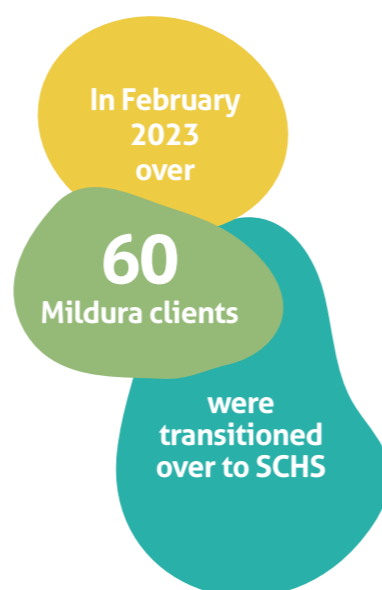 In February
2023
over
60
Mildura clients
were
transitioned
over to SCHS